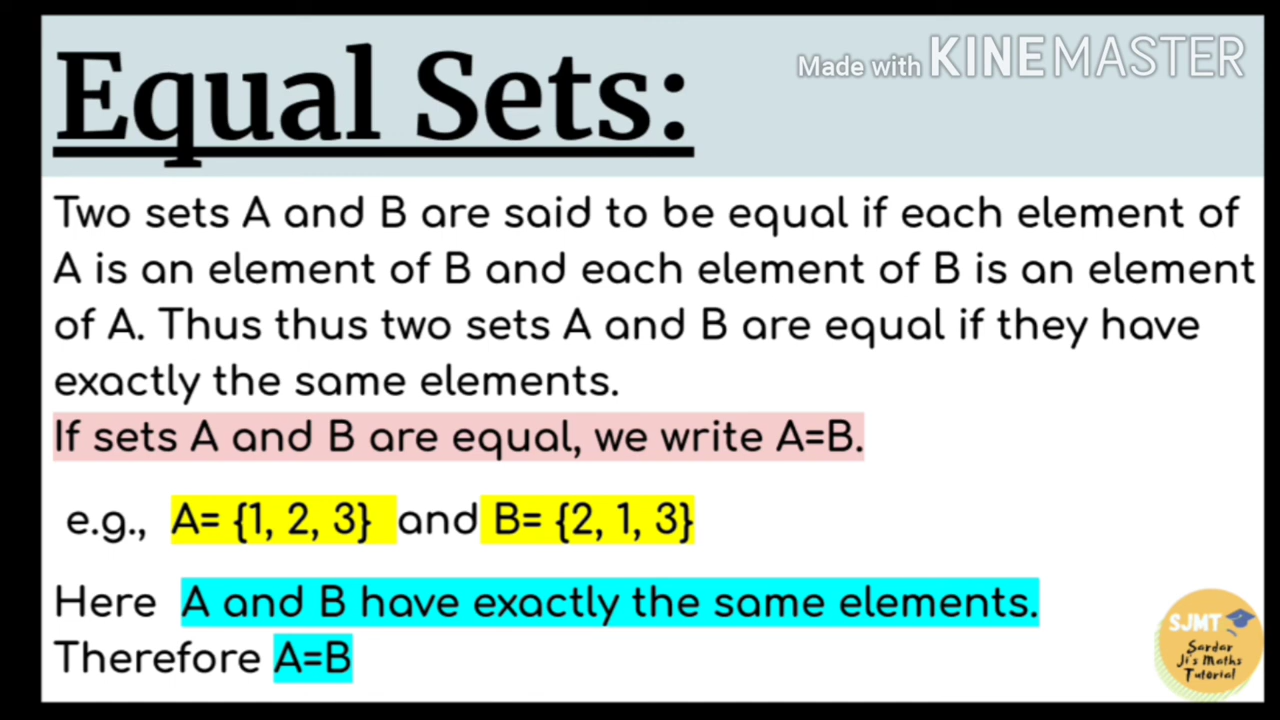 Equal Sets:
Made with KINEMASTER
Two sets A and B are said to be equal if each element of
A is an element of B and each element of B is an element
of A. Thus thus two sets A and B are equal if they have
exactly the same elements.
If sets A and B are equal, we write A=B.
e.g., A= {1, 2, 3} and B= {2, 1, 3}
Here A and B have exactly the same elements.
Therefore A=B
SJMT
Sardar
Ji's Maths
Tutorial